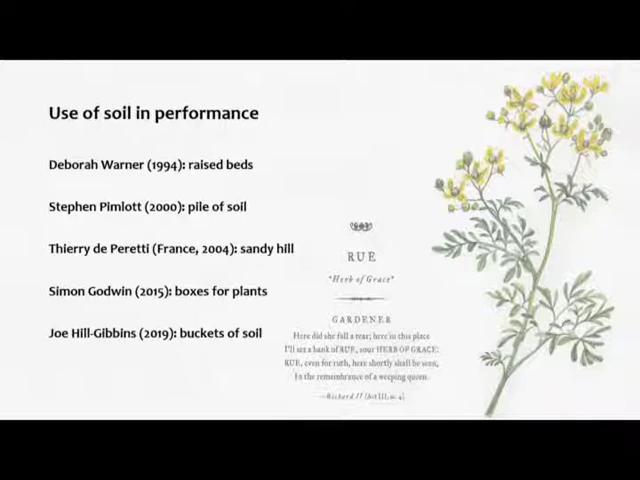 Use of soil in performance
Deborah Warner (1994): raised beds
Stephen Pimlott (2000): pile of soil
Thierry de Peretti (France, 2004): sandy hill
Simon Godwin (2015): boxes for plants
Joe Hill-Gibbins (2019): buckets of soil
RUE
"Herb of Grace"
GARDENER
Here did she fall a tear; here in this place
I'll set a bank of RUE, sour HERB OF GRACE:
RUE, even for ruth, here shortly shall be seen,
In the remembrance of a weeping queen.
—Richard II (Act III, sc. 4)